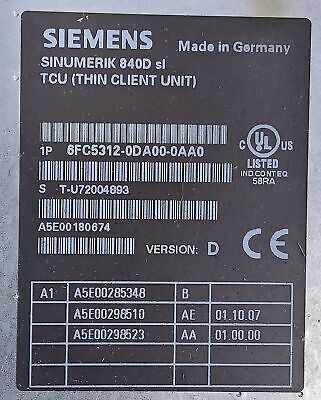 SIEMENS
Made in Germany
SINUMERIK 840D sl
TCU (THIN CLIENT UNIT)
1P 6FC5312-0DA00-0AA0
C UL US
LISTED
IND CONT EQ
58RA
S T-U72004893
A5E00180674
VERSION: D CE
A1 A5E00285348 B
A5E00298510 AE 01.10.07
A5E00298523 AA 01.00.00